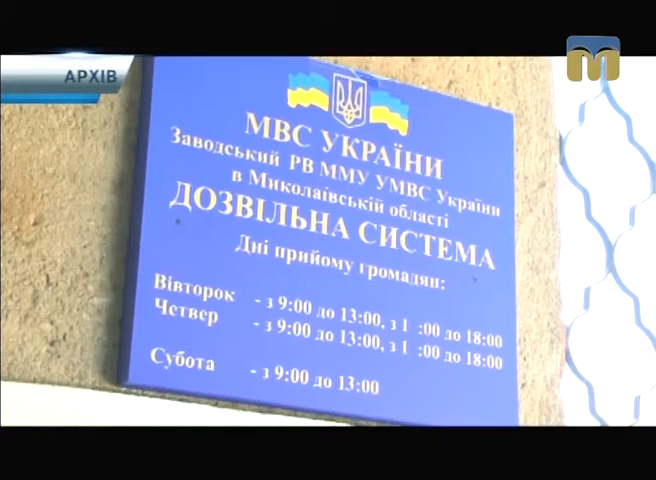 АРХІВ
МВС УКРАЇНИ
Заводський РВ ММУ УМВС України
в Миколаївській області
ДОЗВІЛЬНА СИСТЕМА
Дні прийому громадян:
Вівторок - з 9:00 до 13:00, з 1 :00 до 18:00
Четвер - з 9:00 до 13:00, з 1 :00 до 18:00
Субота - з 9:00 до 13:00